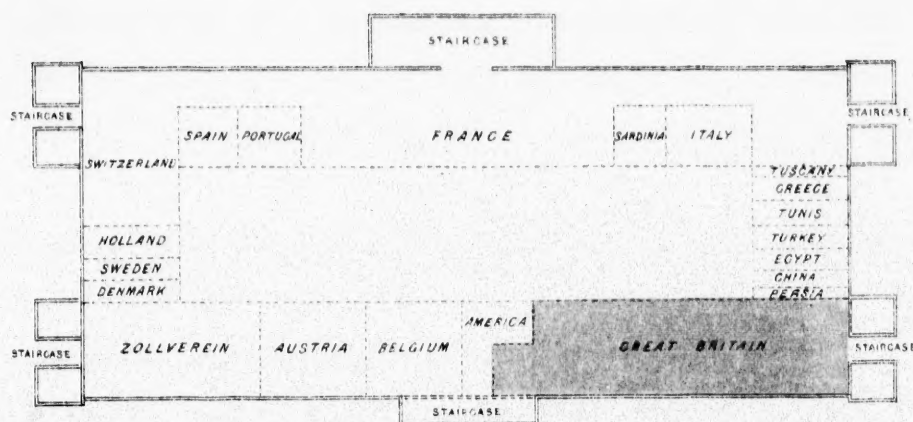 STAIRCASE
STAIRCASE
STAIRCASE
SPAIN
PORTUGAL
FRANCE
SARDINIA
ITALY
SWITZERLAND
TUSCANY
GREECE
TUNIS
HOLLAND
TURKEY
SWEDEN
EGYPT
CHINA
DENMARK
PERSIA
AMERICA
STAIRCASE
ZOLLVEREIN
AUSTRIA
BELGIUM
GREAT BRITAIN
STAIRCASE
STAIRCASE